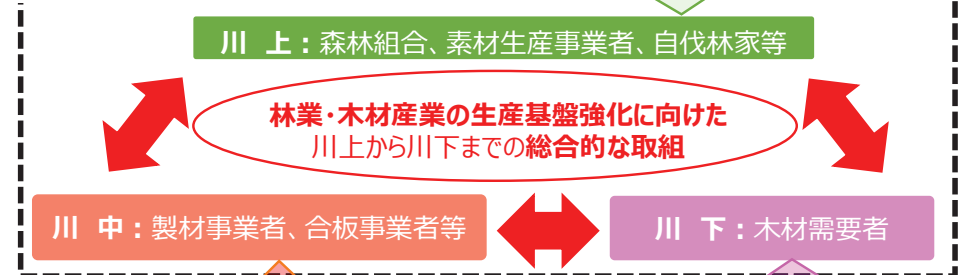 川　上：森林組合、素材生産事業者、自伐林家等
林業・木材産業の生産基盤強化に向けた
川上から川下までの総合的な取組
川　中：製材事業者、合板事業者等
川　下：木材需要者